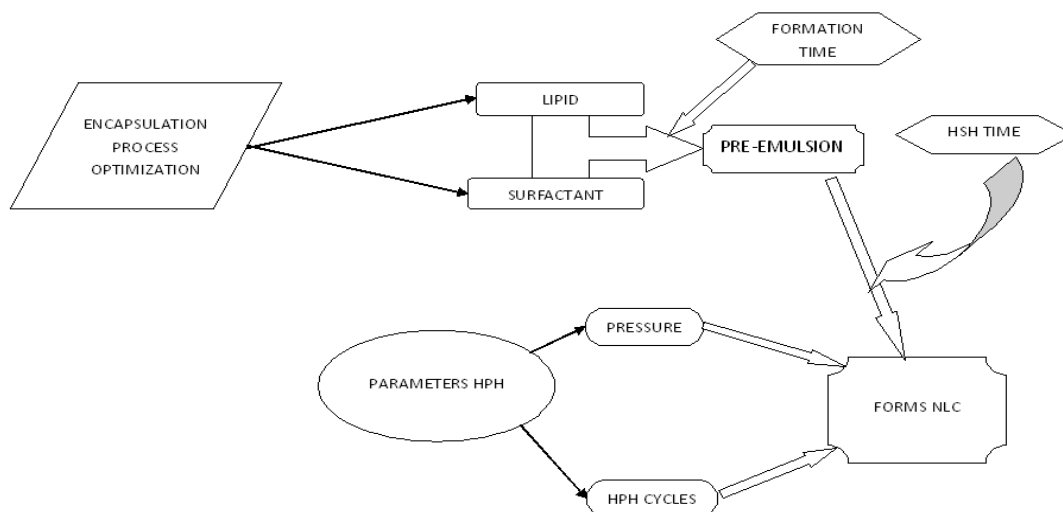 FORMATION
TIME
LIPID
ENCAPSULATION
PROCESS
OPTIMIZATION
HSH TIME
PRE-EMULSION
SURFACTANT
PRESSURE
PARAMETERS HPH
FORMS NLC
HPH CYCLES